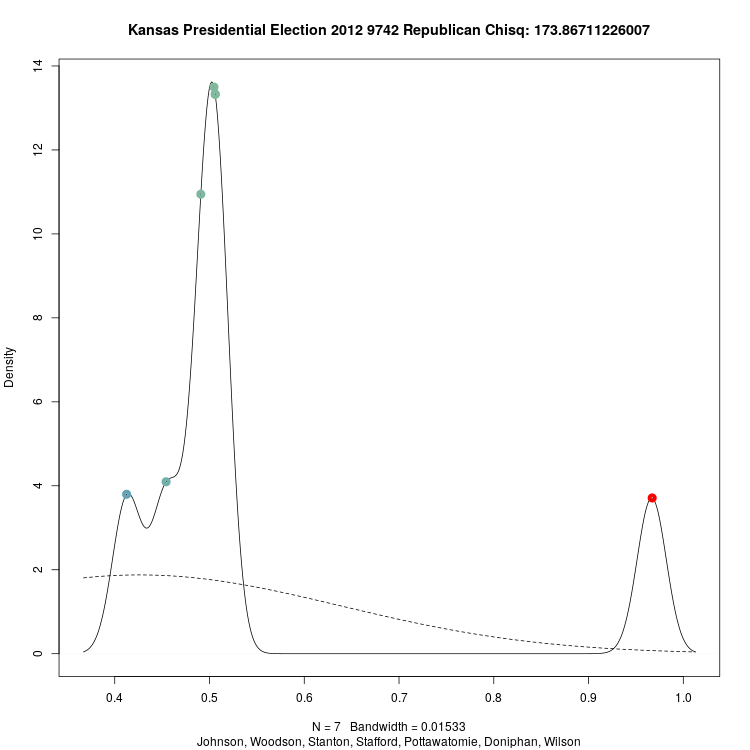 Kansas Presidential Election 2012 9742 Republican Chisq: 173.86711226007
14
12
10
8
6
4
2
0
Density
0.4 0.5 0.6 0.7 0.8 0.9 1.0
N = 7 Bandwidth = 0.01533
Johnson, Woodson, Stanton, Stafford, Pottawatomie, Doniphan, Wilson